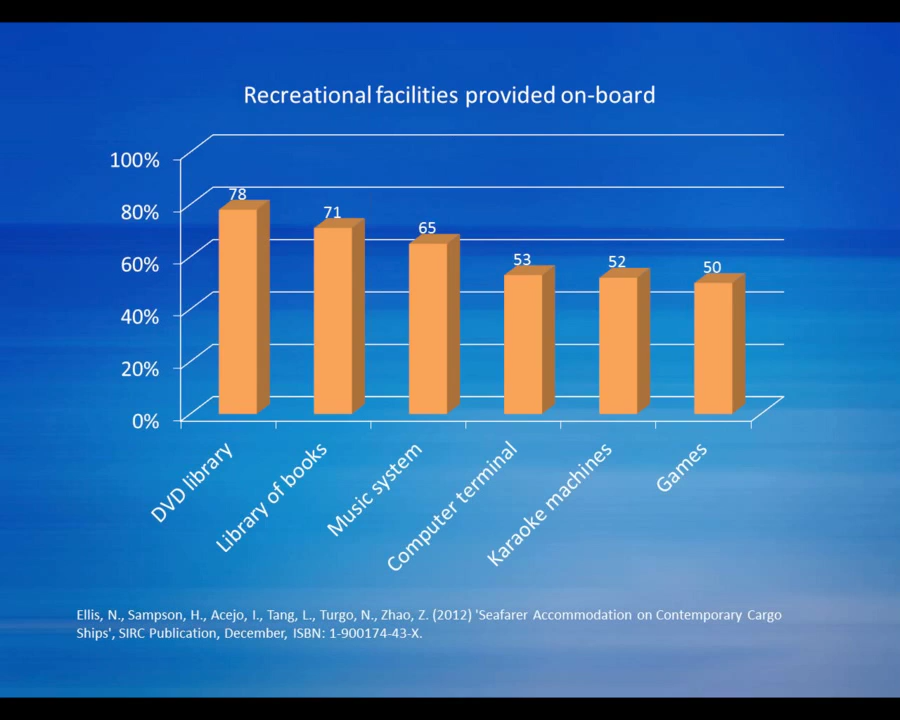 Recreational facilities provided on-board
100%
80%
60%
40%
20%
0%
78
71
65
53
52
50
DVD library
Library of books
Music system
Computer terminal
Karaoke machines
Games
Ellis, N., Sampson, H., Acejo, I., Tang, L., Turgo, N., Zhao, Z. (2012) 'Seafarer Accommodation on Contemporary Cargo
Ships', SIRC Publication, December, ISBN: 1-900174-43-X.